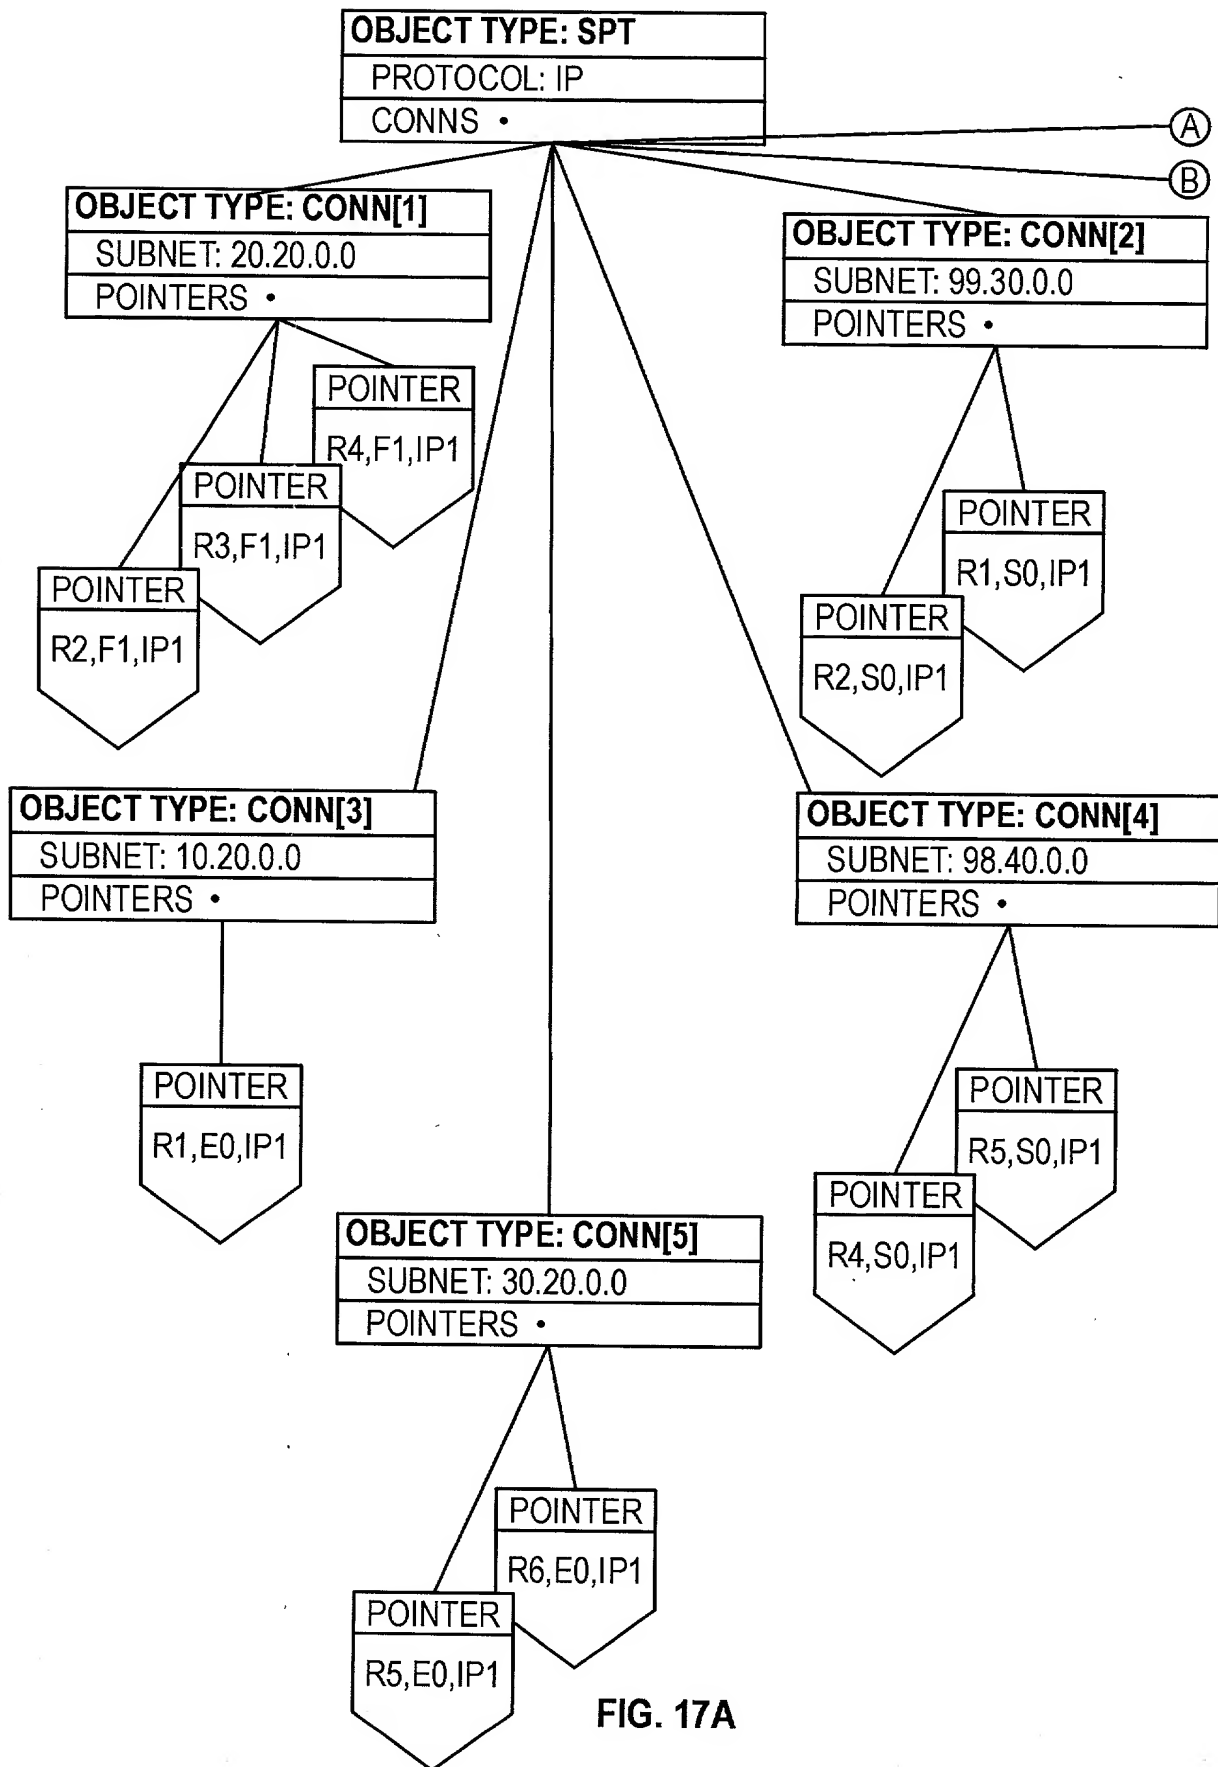 OBJECT TYPE: SPT
PROTOCOL: IP
CONNS •
A
B
OBJECT TYPE: CONN[1]
SUBNET: 20.20.0.0
POINTERS •
OBJECT TYPE: CONN[2]
SUBNET: 99.30.0.0
POINTERS •
POINTER
R4,F1,IP1
POINTER
R3,F1,IP1
POINTER
R2,F1,IP1
POINTER
R1,S0,IP1
POINTER
R2,S0,IP1
OBJECT TYPE: CONN[3]
SUBNET: 10.20.0.0
POINTERS •
OBJECT TYPE: CONN[4]
SUBNET: 98.40.0.0
POINTERS •
POINTER
R1,E0,IP1
POINTER
R5,S0,IP1
POINTER
R4,S0,IP1
OBJECT TYPE: CONN[5]
SUBNET: 30.20.0.0
POINTERS •
POINTER
R6,E0,IP1
POINTER
R5,E0,IP1
FIG. 17A